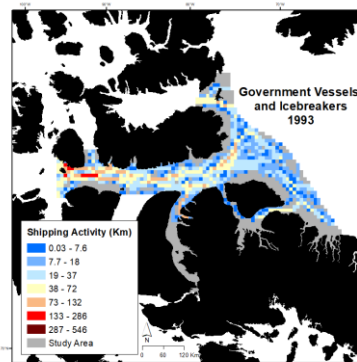 Government Vessels
and Icebreakers
1993
Shipping Activity (Km)
0.03 - 7.6
7.7 - 18
19 - 37
38 - 72
73 - 132
133 - 286
287 - 546
Study Area
N
0
60
120 Km